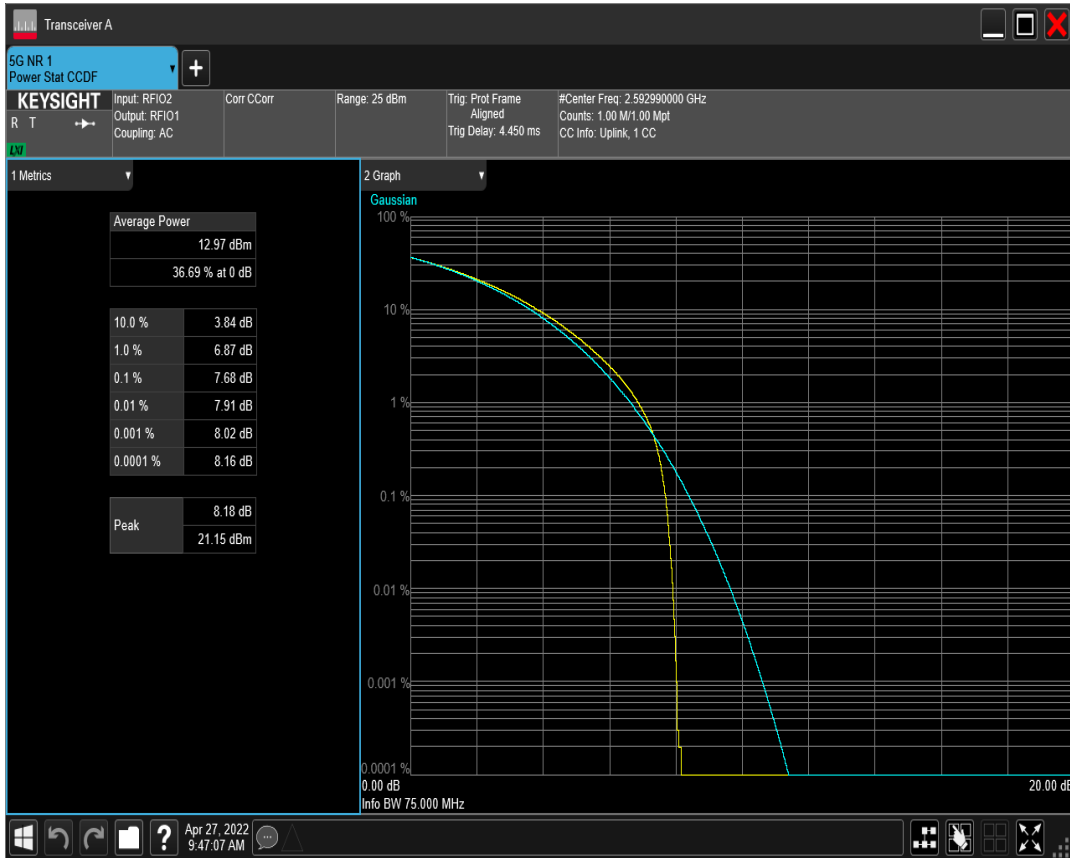 Transceiver A
5G NR 1
Power Stat CCDF
+
KEYSIGHT
R T
LXI
Input: RFIO2
Output: RFIO1
Coupling: AC
Corr CCorr
Range: 25 dBm
Trig: Prot Frame
Aligned
Trig Delay: 4.450 ms
#Center Freq: 2.592990000 GHz
Counts: 1.00 M/1.00 Mpt
CC Info: Uplink, 1 CC
1 Metrics
Average Power
12.97 dBm
36.69 % at 0 dB
10.0 % 3.84 dB
1.0 % 6.87 dB
0.1 % 7.68 dB
0.01 % 7.91 dB
0.001 % 8.02 dB
0.0001 % 8.16 dB
Peak
8.18 dB
21.15 dBm
2 Graph
Gaussian
100 %
10 %
1 %
0.1 %
0.01 %
0.001 %
0.0001 %
0.00 dB 20.00 dB
Info BW 75.000 MHz
?
Apr 27, 2022
9:47:07 AM